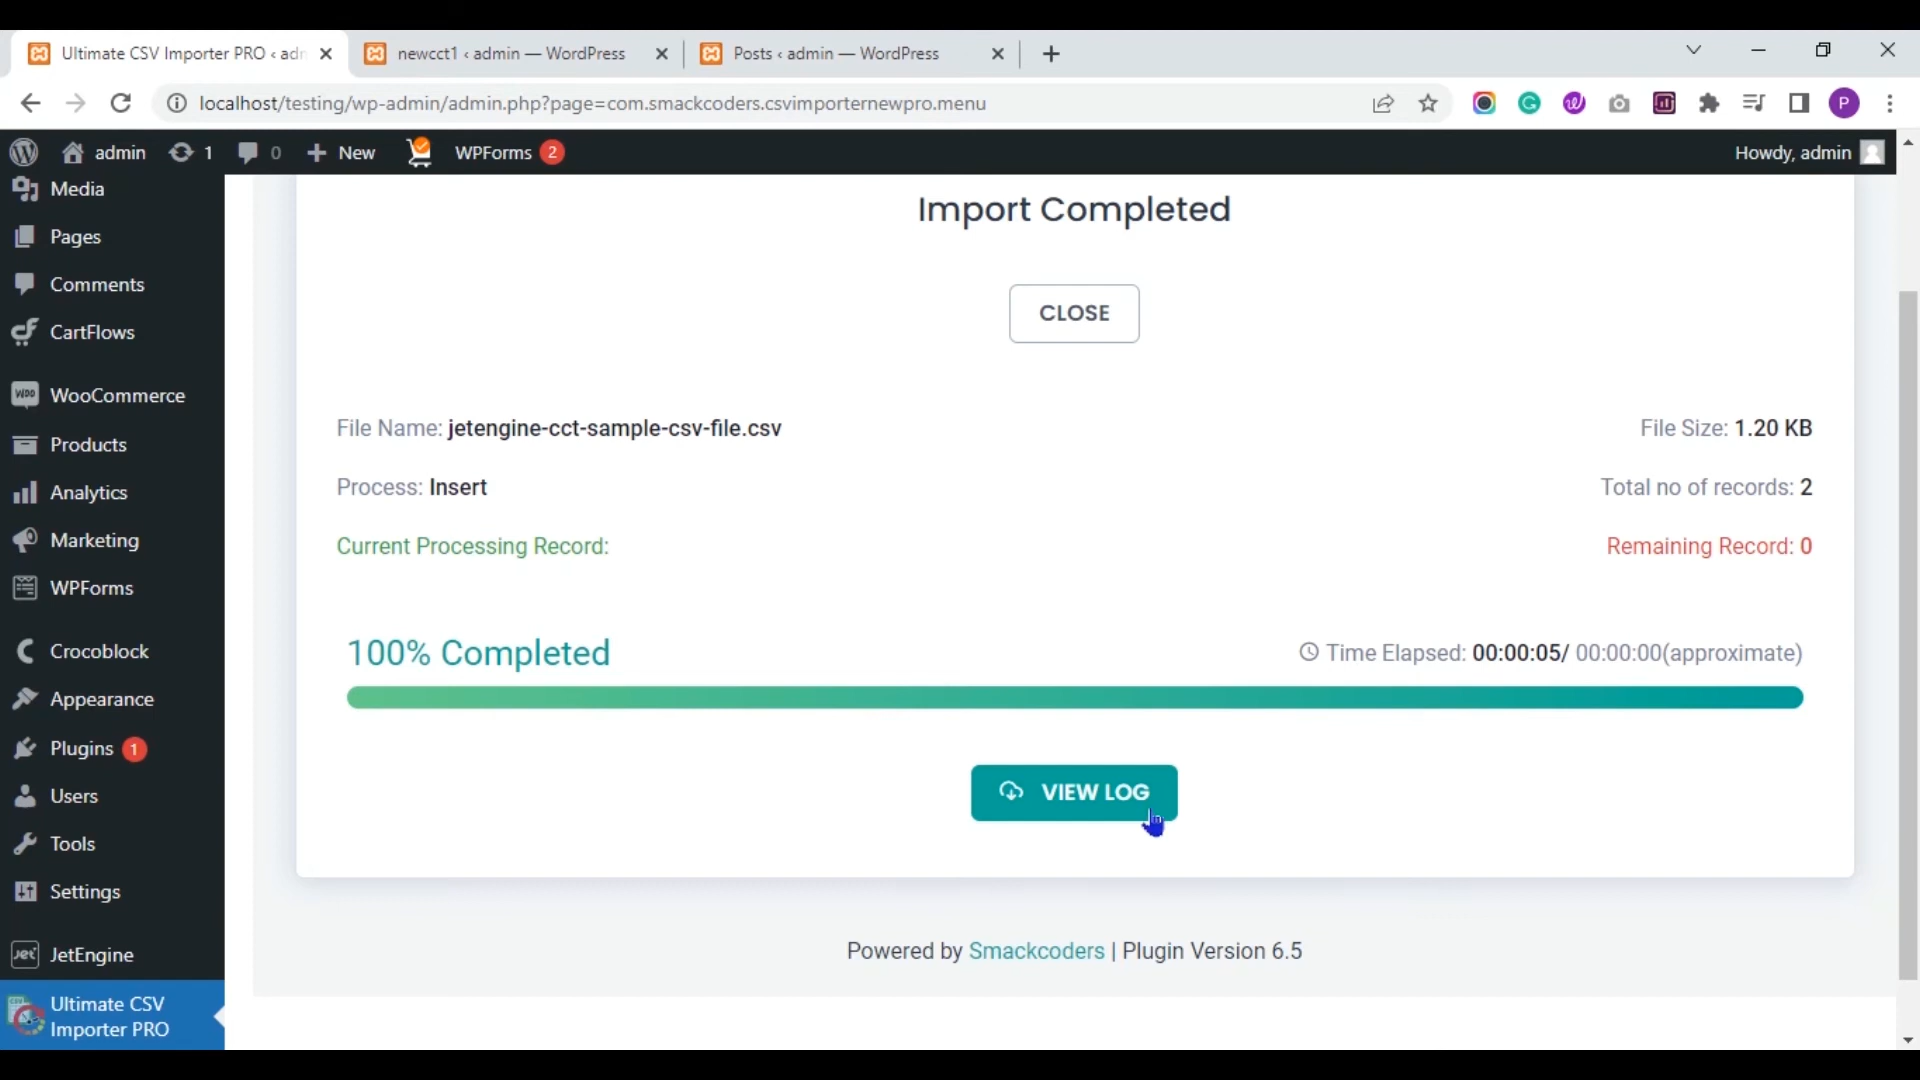 Ultimate CSV Importer PRO ‹ adm
newcct1 ‹ admin — WordPress
Posts ‹ admin — WordPress
localhost/testing/wp-admin/admin.php?page=com.smackcoders.csvimporternewpro.menu
P
admin
1
0
New
WPForms 2
Howdy, admin
Media
Pages
Comments
CartFlows
WooCommerce
Products
Analytics
Marketing
WPForms
Crocoblock
Appearance
Plugins 1
Users
Tools
Settings
JetEngine
Ultimate CSV
Importer PRO
Import Completed
CLOSE
File Name: jetengine-cct-sample-csv-file.csv
File Size: 1.20 KB
Process: Insert
Total no of records: 2
Current Processing Record:
Remaining Record: 0
100% Completed
Time Elapsed: 00:00:05/ 00:00:00(approximate)
VIEW LOG
Powered by Smackcoders | Plugin Version 6.5